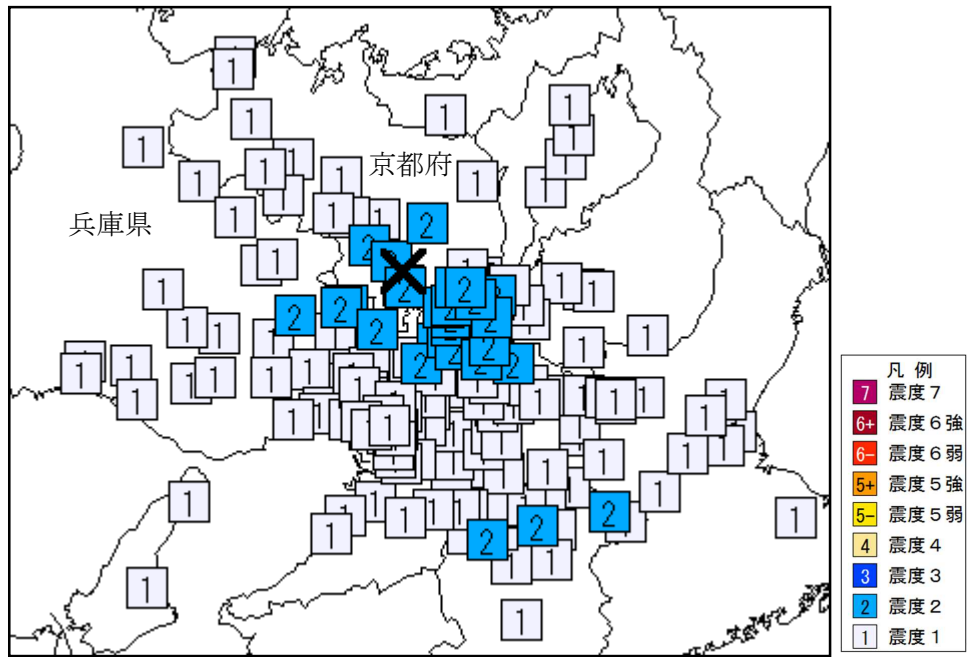 京都府
兵庫県
凡 例
7 震度７
6+ 震度６強
6- 震度６弱
5+ 震度５強
5- 震度５弱
4 震度４
3 震度３
2 震度２
1 震度１